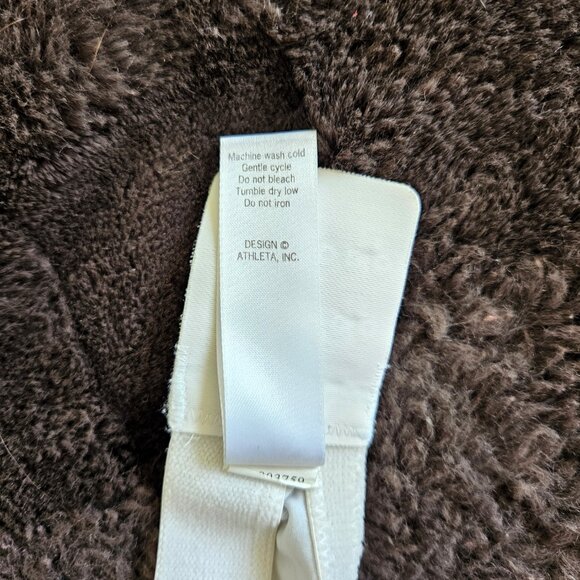 Machine wash cold
Gentle cycle
Do not bleach
Tumble dry low
Do not iron
DESIGN ©
ATHLETA, INC.